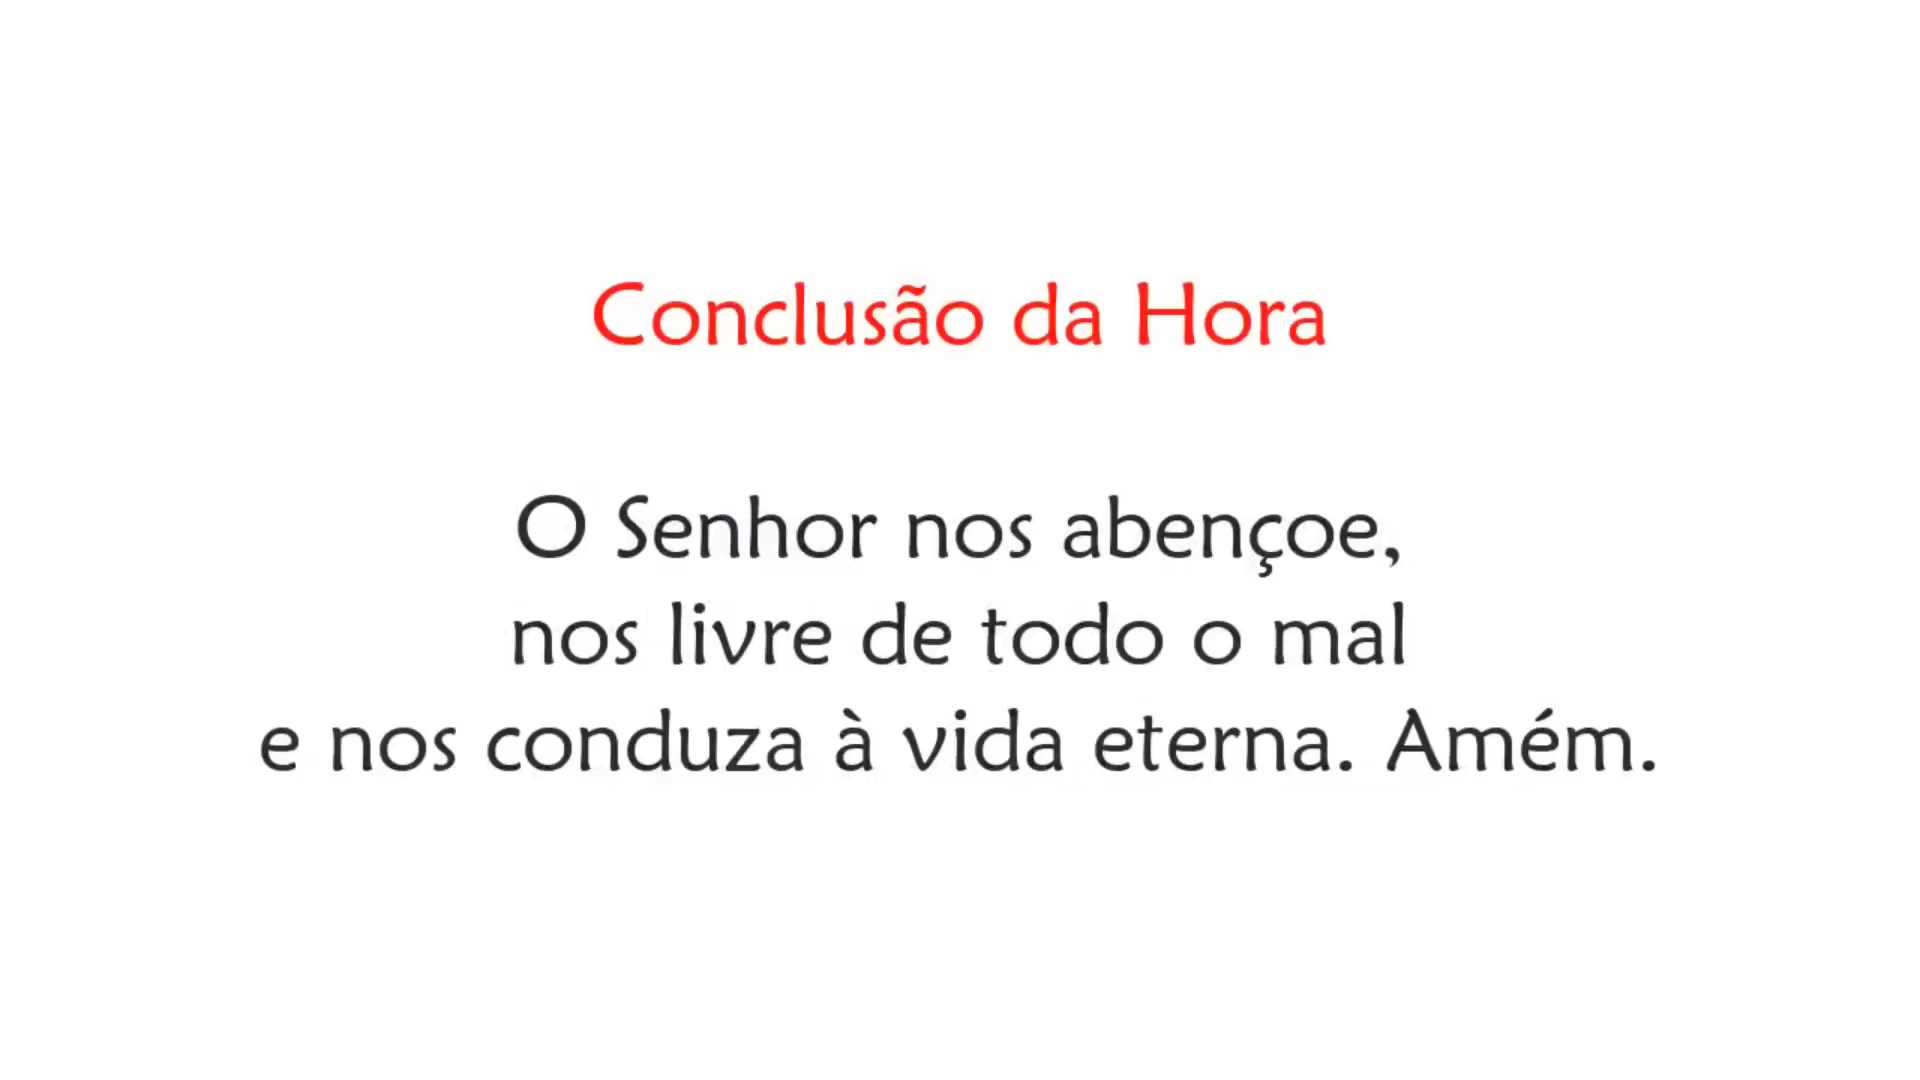 Conclusão da Hora
O Senhor nos abençoe,
nos livre de todo o mal
e nos conduza à vida eterna. Amém.